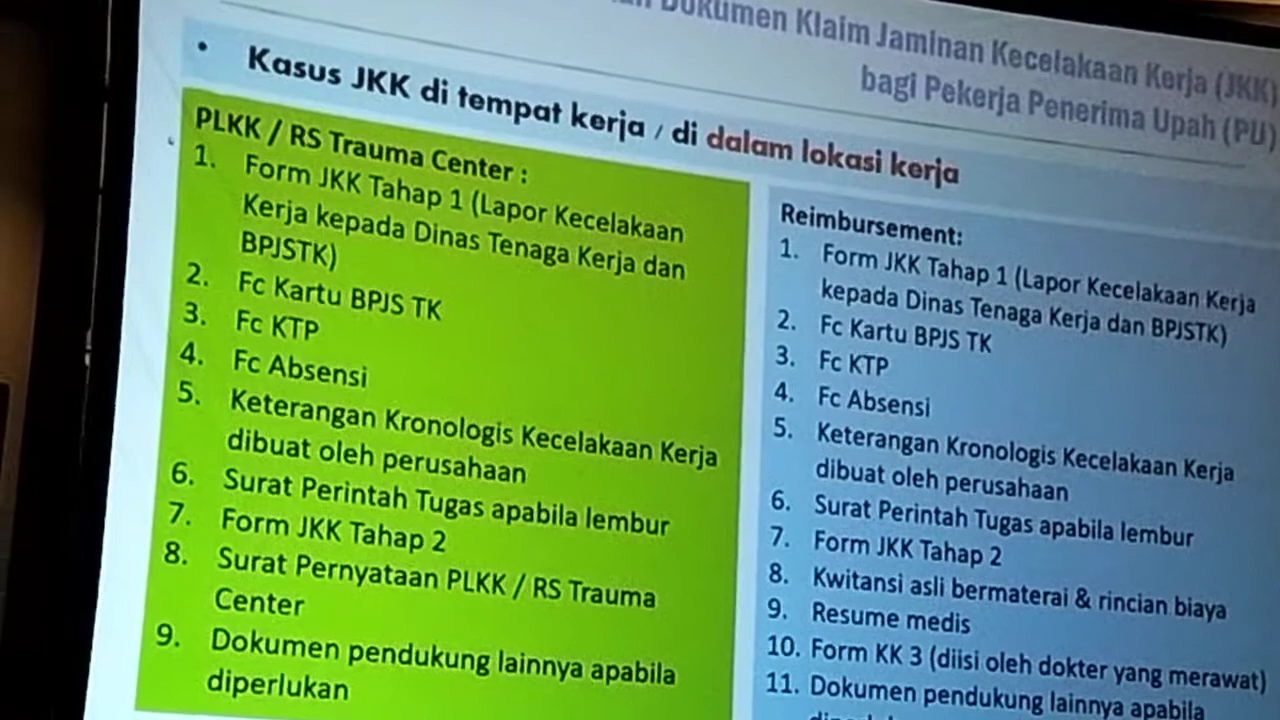 Dokumen Klaim Jaminan Kecelakaan Kerja (JKK)
bagi Pekerja Penerima Upah (PU)
• Kasus JKK di tempat kerja / di dalam lokasi kerja
PLKK / RS Trauma Center :
1. Form JKK Tahap 1 (Lapor Kecelakaan
Kerja kepada Dinas Tenaga Kerja dan
BPJSTK)
2. Fc Kartu BPJS TK
3. Fc KTP
4. Fc Absensi
5. Keterangan Kronologis Kecelakaan Kerja
dibuat oleh perusahaan
6. Surat Perintah Tugas apabila lembur
7. Form JKK Tahap 2
8. Surat Pernyataan PLKK / RS Trauma
Center
9. Dokumen pendukung lainnya apabila
diperlukan
Reimbursement:
1. Form JKK Tahap 1 (Lapor Kecelakaan Kerja
kepada Dinas Tenaga Kerja dan BPJSTK)
2. Fc Kartu BPJS TK
3. Fc KTP
4. Fc Absensi
5. Keterangan Kronologis Kecelakaan Kerja
dibuat oleh perusahaan
6. Surat Perintah Tugas apabila lembur
7. Form JKK Tahap 2
8. Kwitansi asli bermaterai & rincian biaya
9. Resume medis
10. Form KK 3 (diisi oleh dokter yang merawat)
11. Dokumen pendukung lainnya apabila